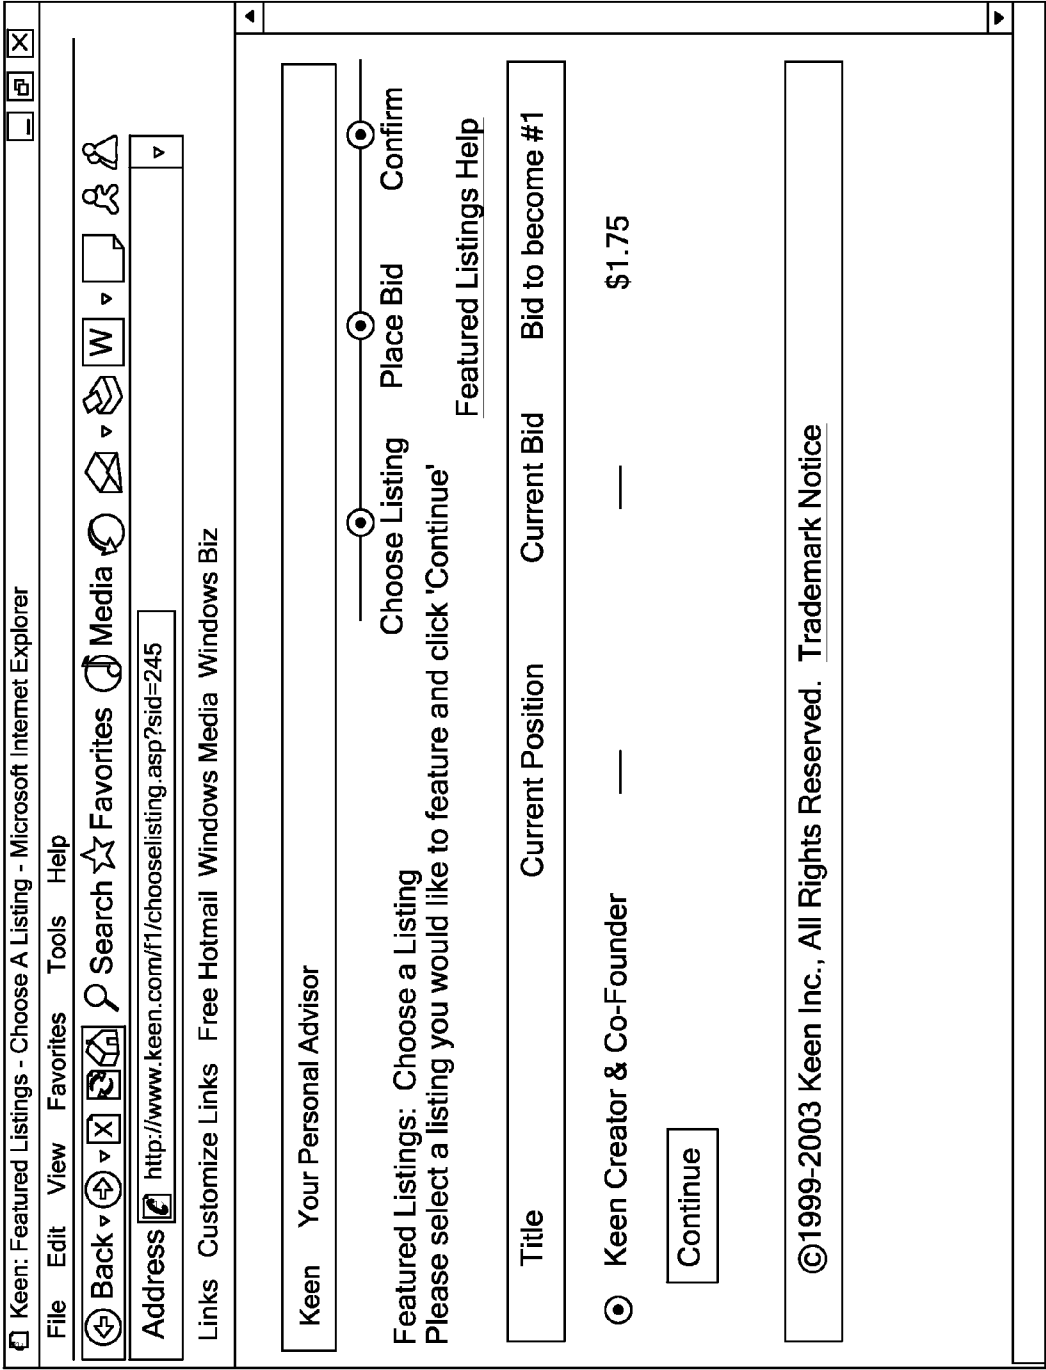 Keen: Featured Listings - Choose A Listing - Microsoft Internet Explorer
File Edit View Favorites Tools Help
Back X Search Favorites Media W
Address http://www.keen.com/f1/chooselisting.asp?sid=245
Links Customize Links Free Hotmail Windows Media Windows Biz
Keen Your Personal Advisor
Choose Listing Place Bid Confirm
Featured Listings: Choose a Listing
Please select a listing you would like to feature and click 'Continue'
Featured Listings Help
Title Current Position Current Bid Bid to become #1
Keen Creator & Co-Founder — — $1.75
Continue
©1999-2003 Keen Inc., All Rights Reserved. Trademark Notice